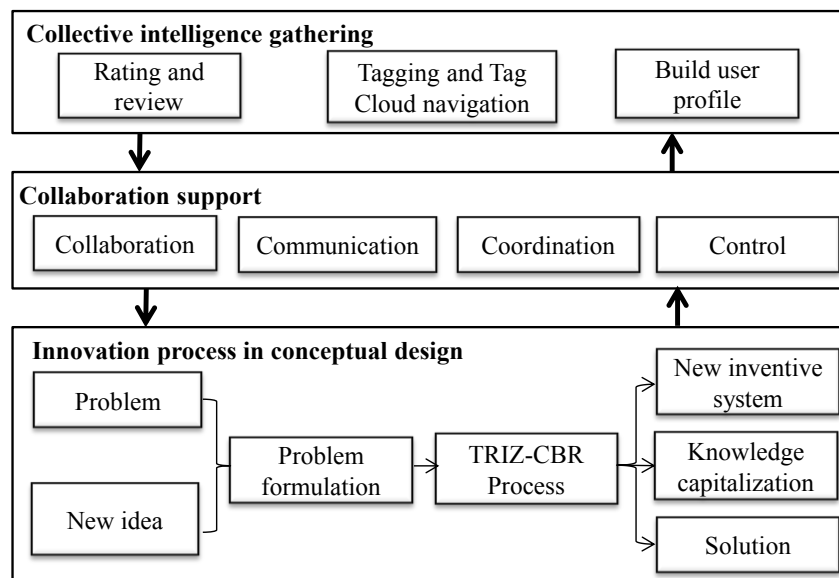 Collective intelligence gathering
Rating and
review
Tagging and Tag
Cloud navigation
Build user
profile
Collaboration support
Collaboration
Communication
Coordination
Control
Innovation process in conceptual design
Problem
New idea
Problem
formulation
TRIZ-CBR
Process
New inventive
system
Knowledge
capitalization
Solution